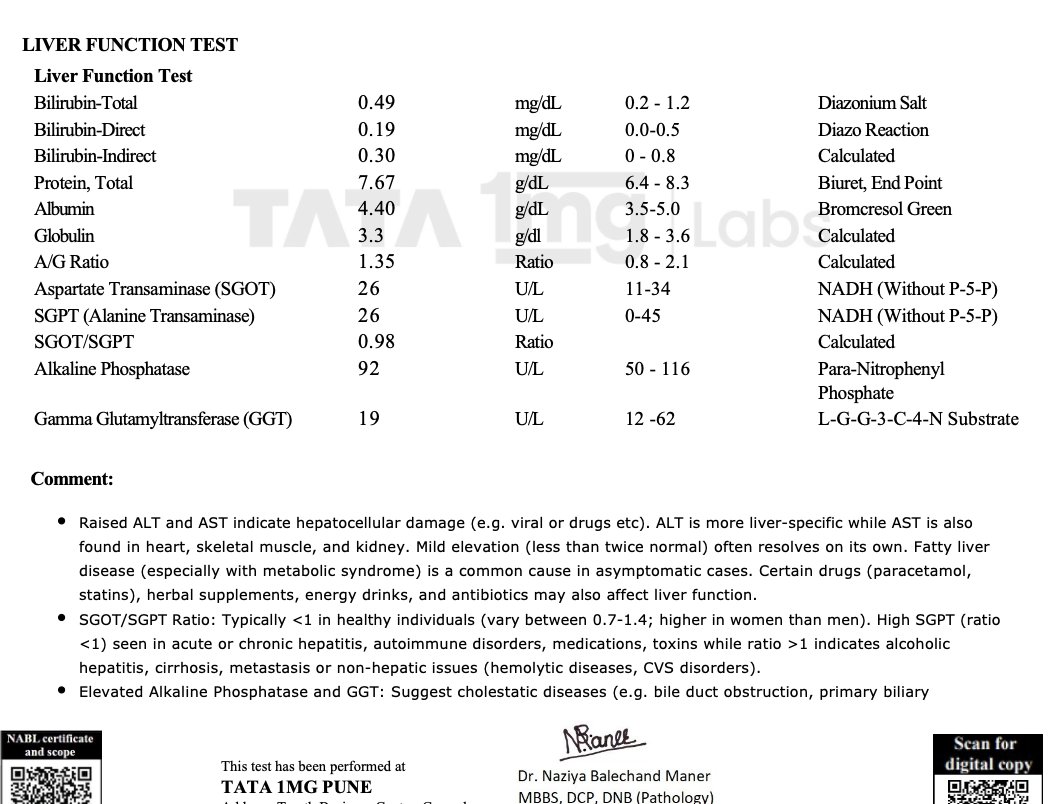 LIVER FUNCTION TEST
Liver Function Test
Bilirubin-Total 0.49 mg/dL 0.2 - 1.2 Diazonium Salt
Bilirubin-Direct 0.19 mg/dL 0.0-0.5 Diazo Reaction
Bilirubin-Indirect 0.30 mg/dL 0 - 0.8 Calculated
Protein, Total 7.67 g/dL 6.4 - 8.3 Biuret, End Point
Albumin 4.40 g/dL 3.5-5.0 Bromcresol Green
TATA 1mg Labs
Globulin 3.3 g/dl 1.8 - 3.6 Calculated
A/G Ratio 1.35 Ratio 0.8 - 2.1 Calculated
Aspartate Transaminase (SGOT) 26 U/L 11-34 NADH (Without P-5-P)
SGPT (Alanine Transaminase) 26 U/L 0-45 NADH (Without P-5-P)
SGOT/SGPT 0.98 Ratio Calculated
Alkaline Phosphatase 92 U/L 50 - 116 Para-Nitrophenyl
Phosphate
Gamma Glutamyltransferase (GGT) 19 U/L 12 -62 L-G-G-3-C-4-N Substrate
Comment:
• Raised ALT and AST indicate hepatocellular damage (e.g. viral or drugs etc). ALT is more liver-specific while AST is also
found in heart, skeletal muscle, and kidney. Mild elevation (less than twice normal) often resolves on its own. Fatty liver
disease (especially with metabolic syndrome) is a common cause in asymptomatic cases. Certain drugs (paracetamol,
statins), herbal supplements, energy drinks, and antibiotics may also affect liver function.
• SGOT/SGPT Ratio: Typically <1 in healthy individuals (vary between 0.7-1.4; higher in women than men). High SGPT (ratio
<1) seen in acute or chronic hepatitis, autoimmune disorders, medications, toxins while ratio >1 indicates alcoholic
hepatitis, cirrhosis, metastasis or non-hepatic issues (hemolytic diseases, CVS disorders).
• Elevated Alkaline Phosphatase and GGT: Suggest cholestatic diseases (e.g. bile duct obstruction, primary biliary
NABL certificate
and scope
This test has been performed at
TATA 1MG PUNE
Dr. Naziya Balechand Maner
MBBS, DCP, DNB (Pathology)
Scan for
digital copy